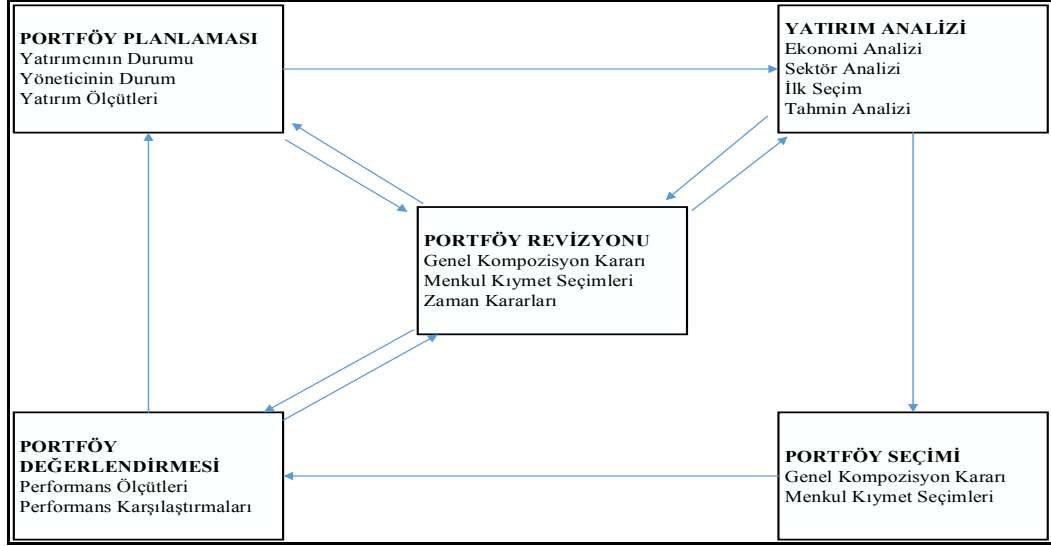 PORTFÖY PLANLAMASI
Yatırımcının Durumu
Yöneticinin Durum
Yatırım Ölçütleri
YATIRIM ANALİZİ
Ekonomi Analizi
Sektör Analizi
İlk Seçim
Tahmin Analizi
PORTFÖY REVİZYONU
Genel Kompozisyon Kararı
Menkul Kıymet Seçimleri
Zaman Kararları
PORTFÖY
DEĞERLENDİRMESİ
Performans Ölçütleri
Performans Karşılaştırmaları
PORTFÖY SEÇİMİ
Genel Kompozisyon Kararı
Menkul Kıymet Seçimleri